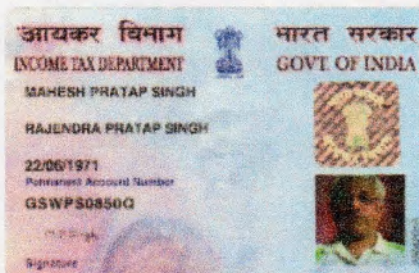 आयकर विभाग
INCOME TAX DEPARTMENT
भारत सरकार
GOVT. OF INDIA
MAHESH PRATAP SINGH
RAJENDRA PRATAP SINGH
22/06/1971
Permanent Account Number
GSWPS0850Q
Signature